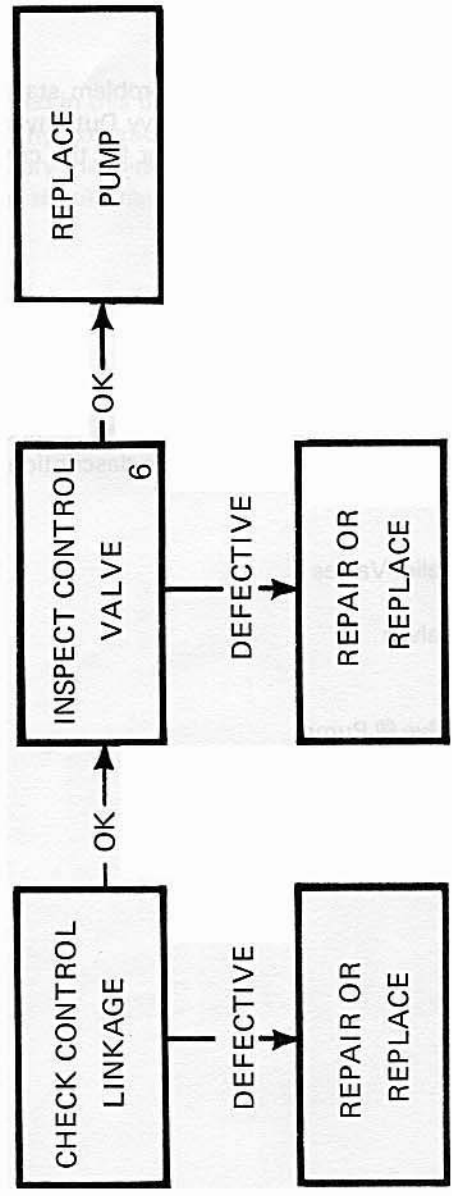 CHECK CONTROL
LINKAGE
OK
INSPECT CONTROL
VALVE
6
OK
REPLACE
PUMP
DEFECTIVE
REPAIR OR
REPLACE
DEFECTIVE
REPAIR OR
REPLACE